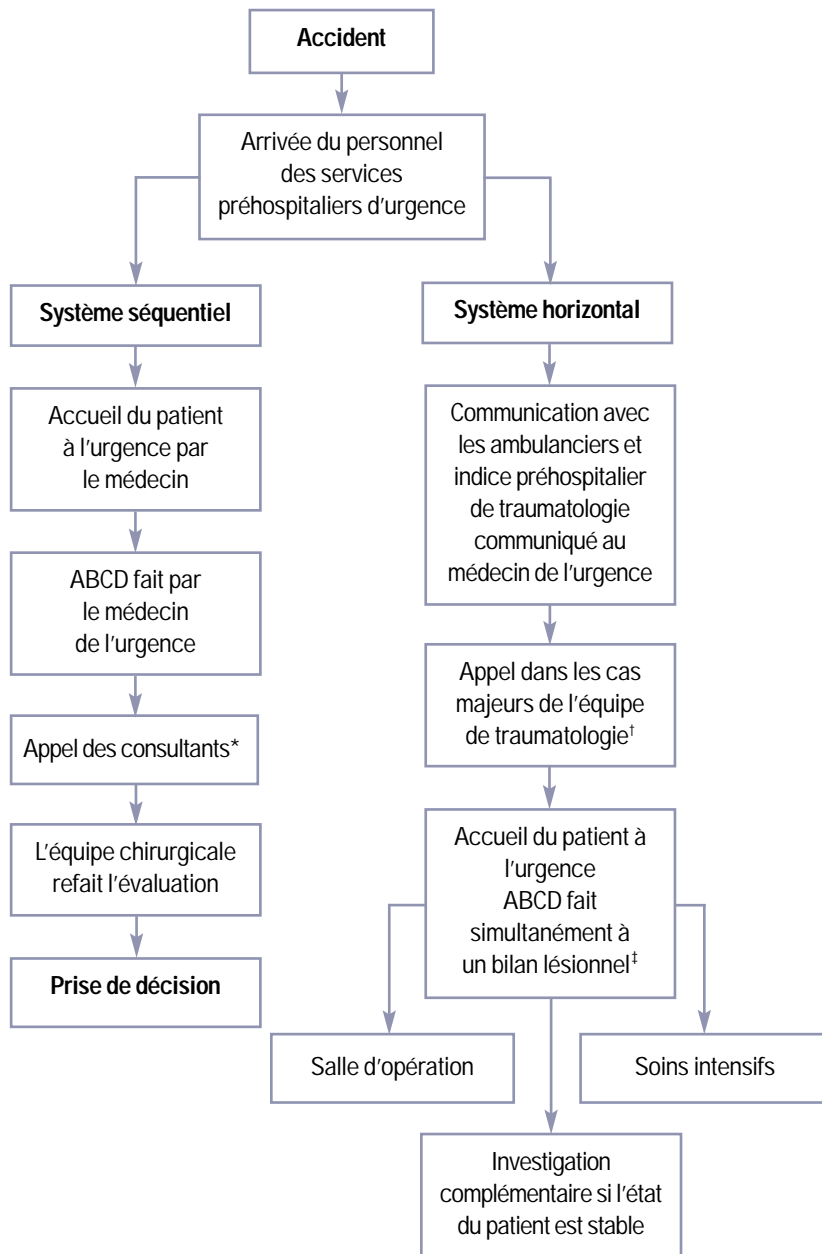 Accident
Arrivée du personnel
des services
préhospitaliers d'urgence
Système séquentiel
Accueil du patient
à l'urgence par
le médecin
ABCD fait par
le médecin
de l'urgence
Appel des consultants*
L'équipe chirurgicale
refait l'évaluation
Prise de décision
Système horizontal
Communication avec
les ambulanciers et
indice préhospitalier
de traumatologie
communiqué au
médecin de l'urgence
Appel dans les cas
majeurs de l'équipe
de traumatologie†
Accueil du patient à
l'urgence
ABCD fait
simultanément à
un bilan lésionnel‡
Salle d'opération
Soins intensifs
Investigation
complémentaire si l'état
du patient est stable